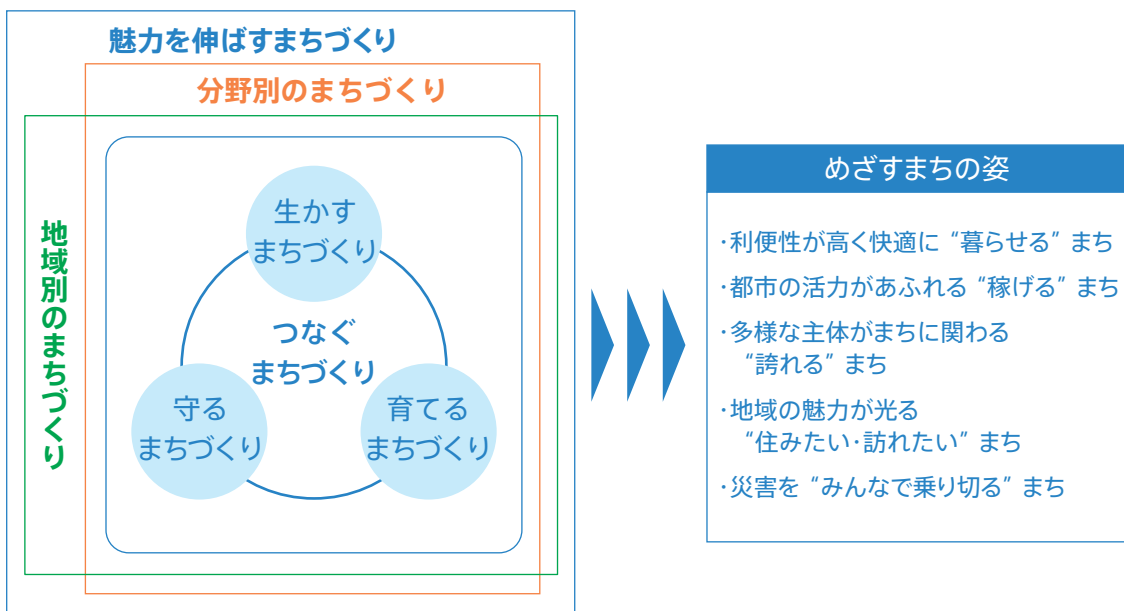 魅力を伸ばすまちづくり
分野別のまちづくり
地域別のまちづくり
生かす
まちづくり
つなぐ
まちづくり
守る
まちづくり
育てる
まちづくり
めざすまちの姿
・利便性が高く快適に“暮らせる”まち
・都市の活力があふれる“稼げる”まち
・多様な主体がまちに関わる
“誇れる”まち
・地域の魅力が光る
“住みたい・訪れたい”まち
・災害を“みんなで乗り切る”まち